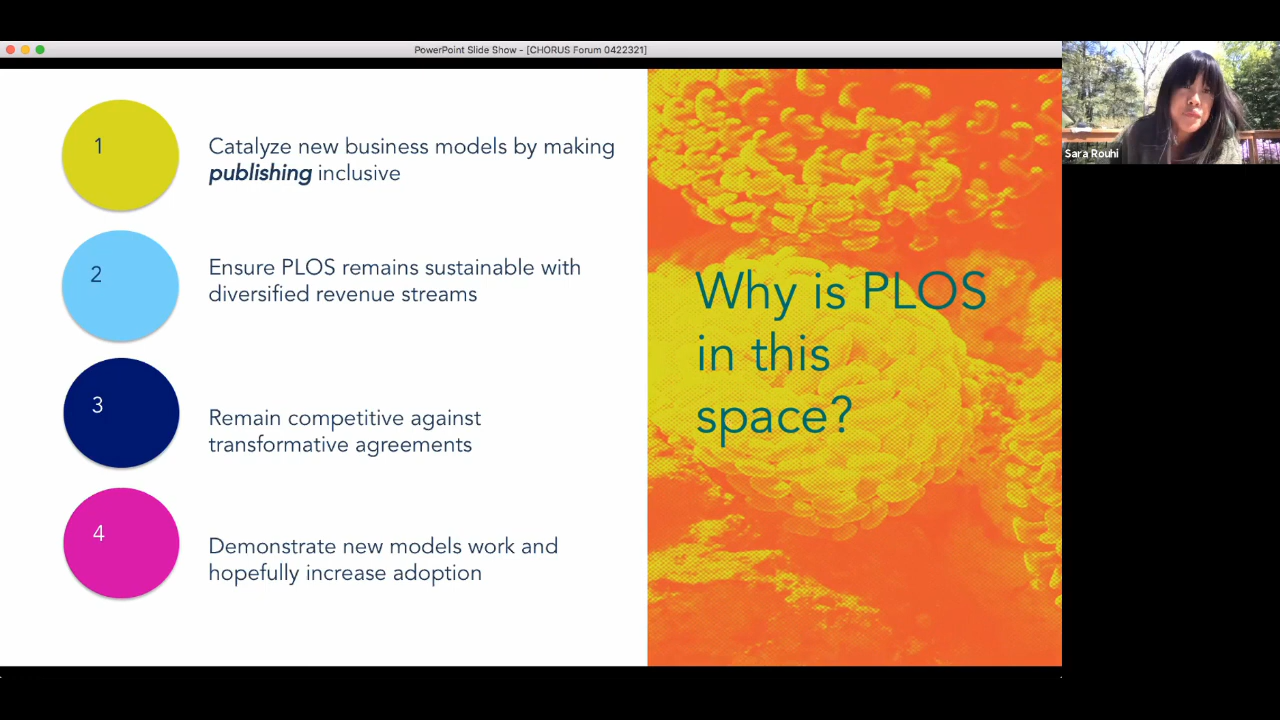 PowerPoint Slide Show - [CHORUS Forum 0422321]
1
Catalyze new business models by making
publishing inclusive
2
Ensure PLOS remains sustainable with
diversified revenue streams
3
Remain competitive against
transformative agreements
4
Demonstrate new models work and
hopefully increase adoption
Why is PLOS
in this
space?
Sara Rouhi